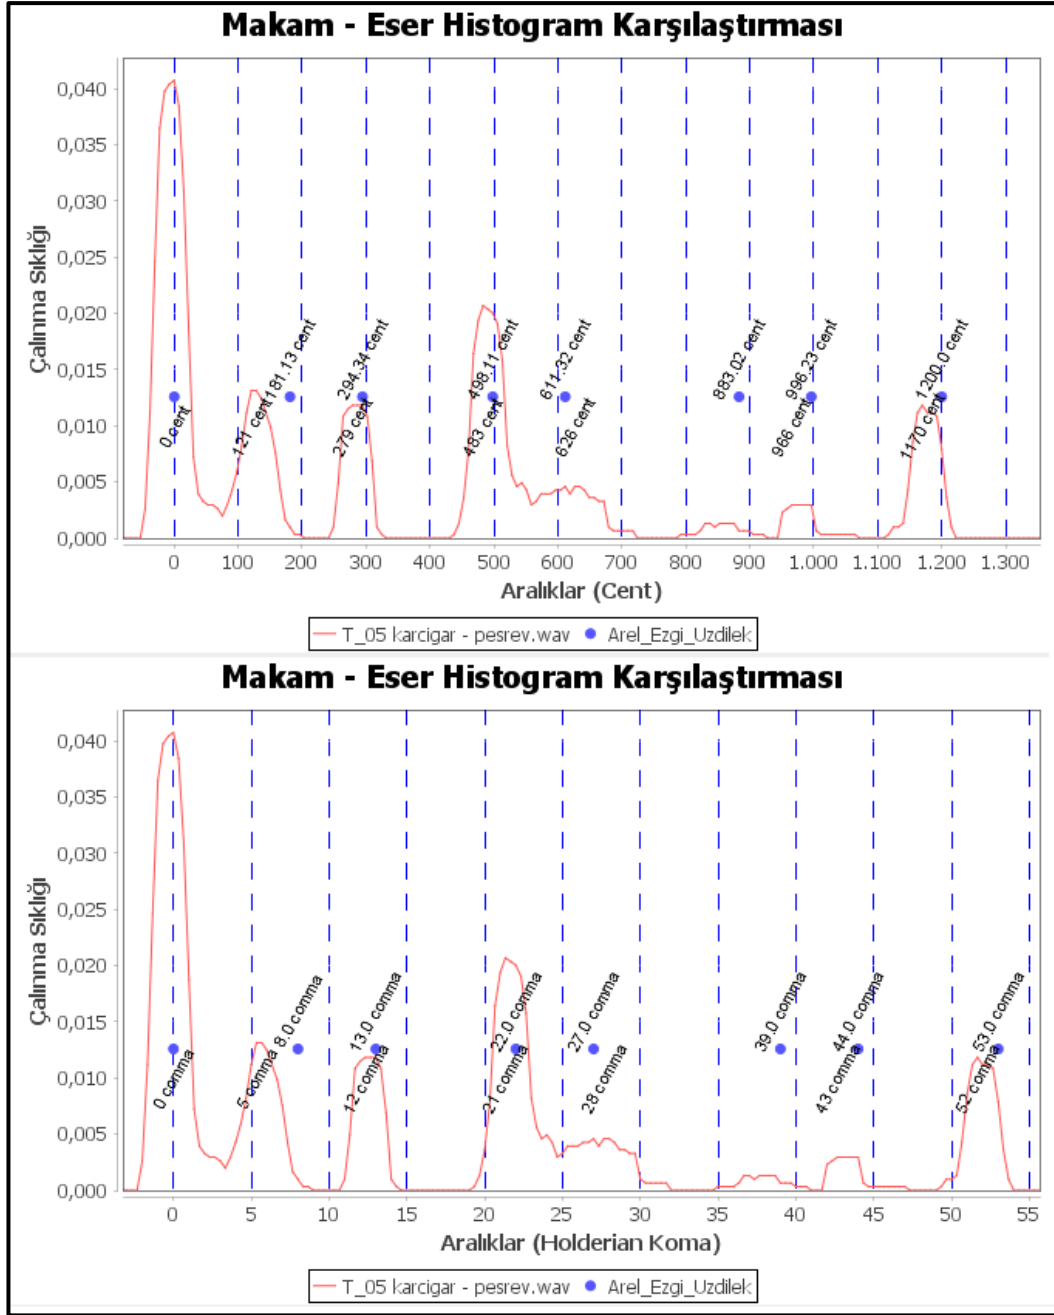 Makam - Eser Histogram Karşılaştırması
0,040
0,035
0,030
0,025
0,020
0,015
0,010
0,005
0,000
Çalınma Sıklığı
181.13 cent
294.34 cent
498.11 cent
611.32 cent
883.02 cent
996.23 cent
1200.0 cent
0 cent
121 cent
279 cent
483 cent
626 cent
966 cent
1170 cent
0 100 200 300 400 500 600 700 800 900 1.000 1.100 1.200 1.300
Aralıklar (Cent)
T_05 karcigar - pesrev.wav Arel_Ezgi_Uzdilek
Makam - Eser Histogram Karşılaştırması
0,040
0,035
0,030
0,025
0,020
0,015
0,010
0,005
0,000
Çalınma Sıklığı
8.0 comma
13.0 comma
22.0 comma
27.0 comma
39.0 comma
44.0 comma
53.0 comma
0 comma
5 comma
12 comma
21 comma
28 comma
43 comma
52 comma
0 5 10 15 20 25 30 35 40 45 50 55
Aralıklar (Holderian Koma)
T_05 karcigar - pesrev.wav Arel_Ezgi_Uzdilek